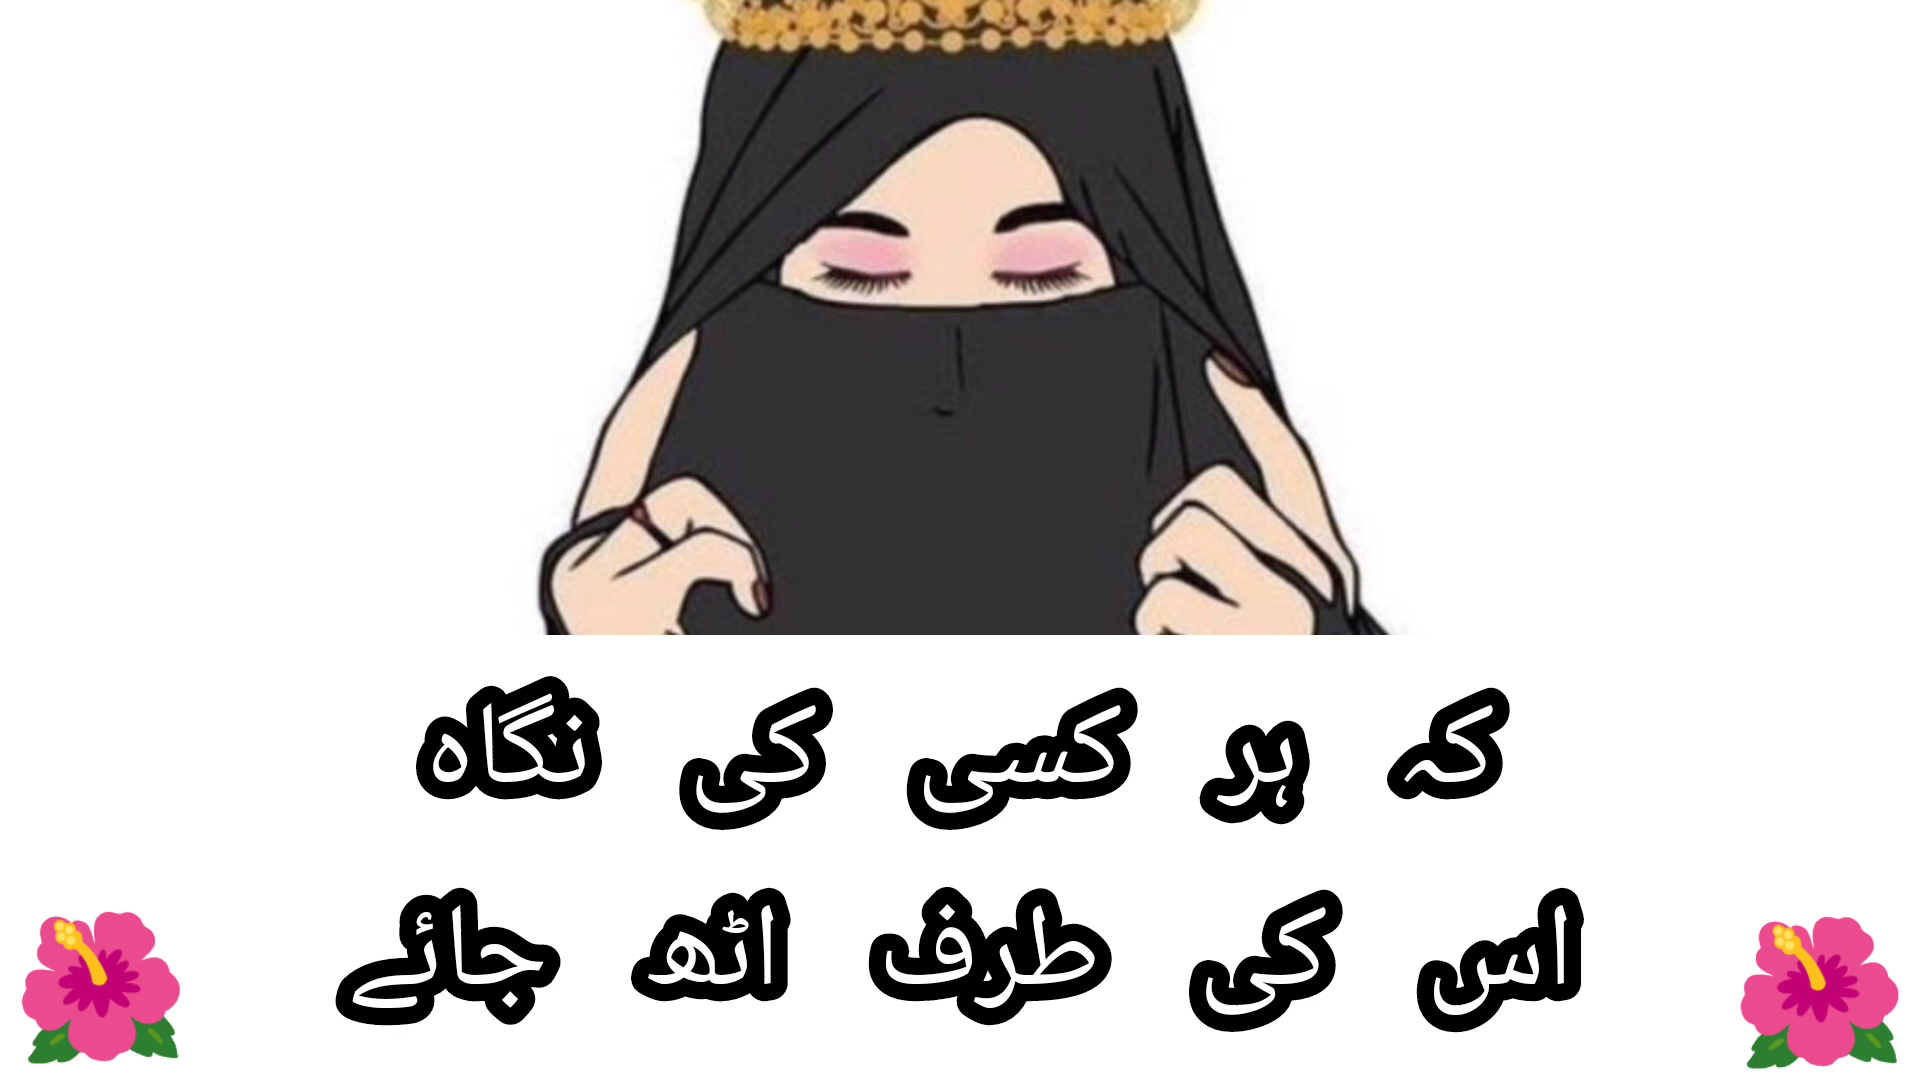 کہ ہر کسی کی نگاہ
اس کی طرف اٹھ جائے